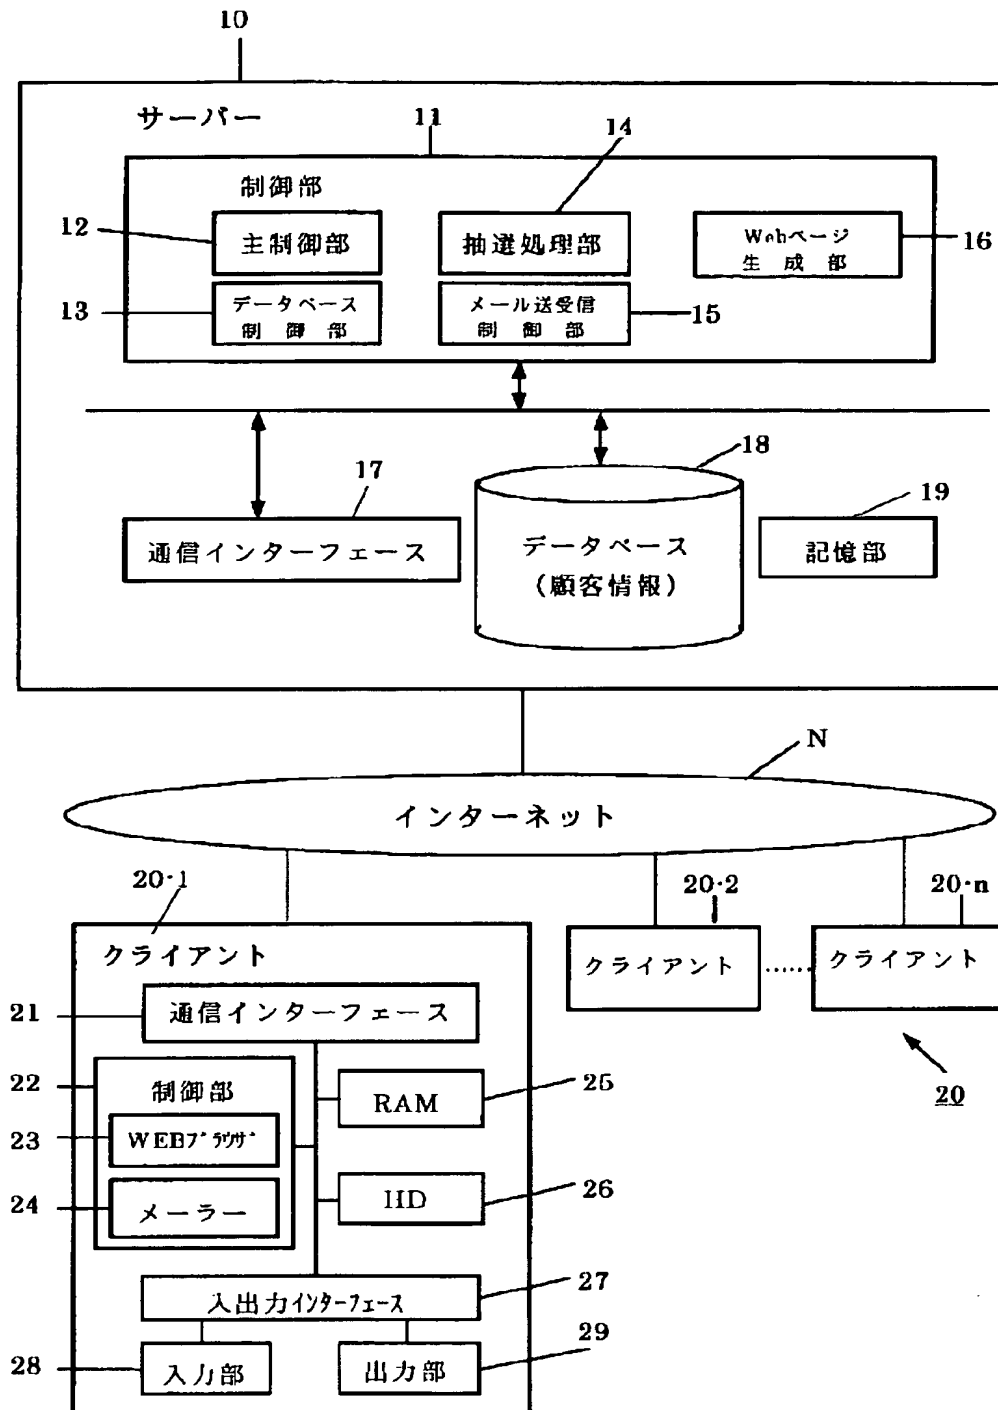 10
サーバー
11
14
制御部
12
主制御部
抽選処理部
Webページ
生成部
16
13
データベース
制御部
メール送受信
制御部
15
17
18
19
通信インターフェース
データベース
(顧客情報)
記憶部
N
インターネット
20・1
20・2
20・n
クライアント
クライアント
……
クライアント
21
通信インターフェース
20
22
制御部
RAM
25
23
WEBブラウザ
24
メーラー
HD
26
27
入出力インターフェース
28
入力部
出力部
29